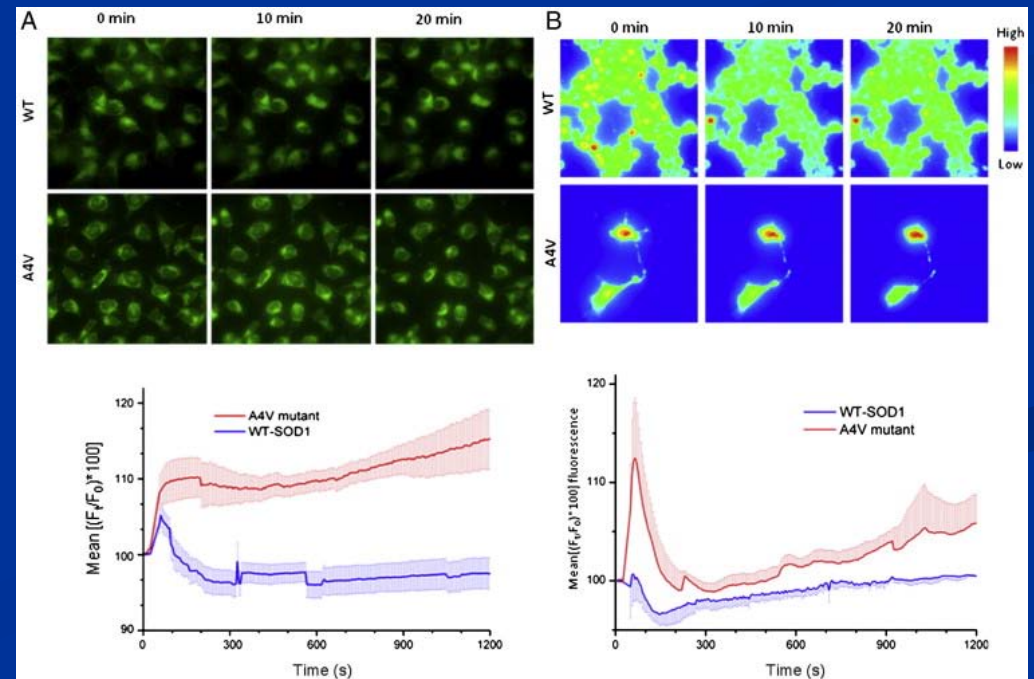 A
0 min 10 min 20 min
WT
A4V
B
0 min 10 min 20 min
High
Low
WT
A4V
Mean [(Fₜ/F₀)*100]
120
110
100
90
A4V mutant
WT-SOD1
0 300 600 900 1200
Time (s)
Mean[(Fₜ,F₀)*100] fluorescence
120
110
100
90
WT-SOD1
A4V mutant
0 300 600 900 1200
Time (s)